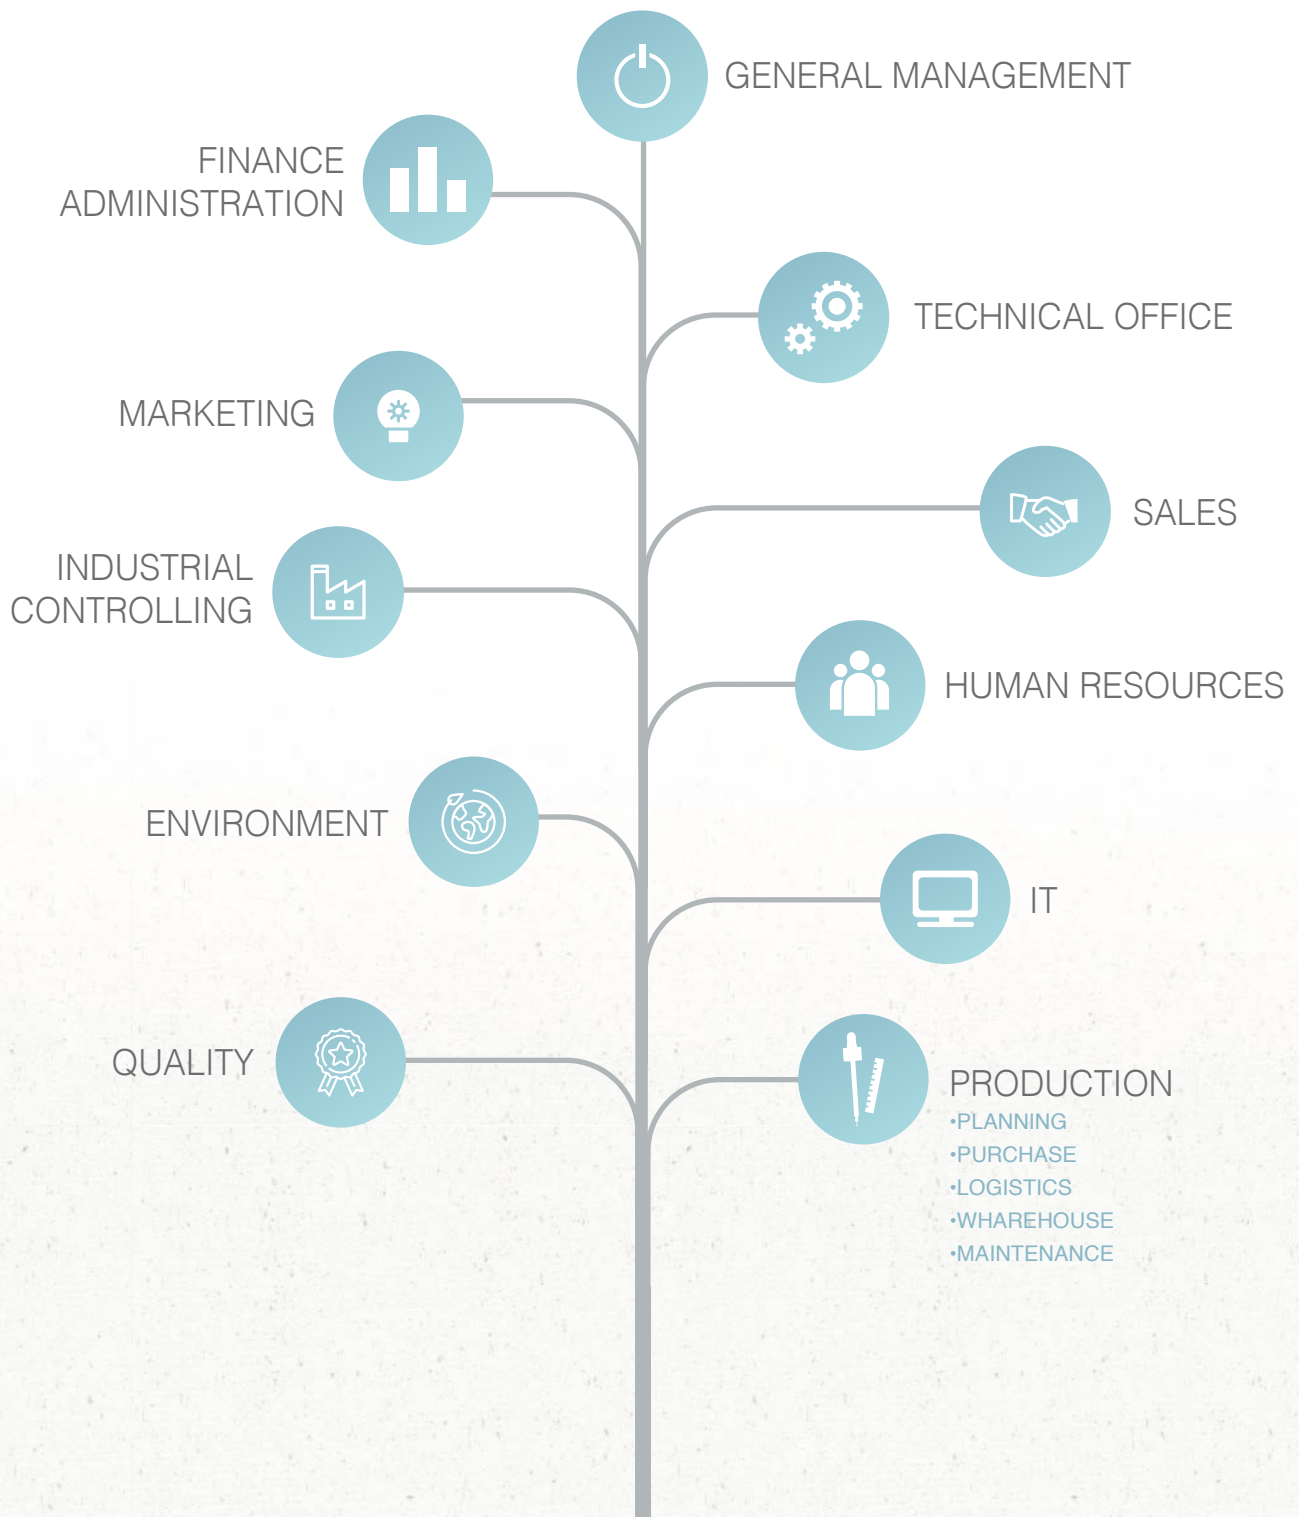 GENERAL MANAGEMENT
FINANCE
ADMINISTRATION
TECHNICAL OFFICE
MARKETING
SALES
INDUSTRIAL
CONTROLLING
HUMAN RESOURCES
ENVIRONMENT
IT
QUALITY
PRODUCTION
•PLANNING
•PURCHASE
•LOGISTICS
•WHAREHOUSE
•MAINTENANCE